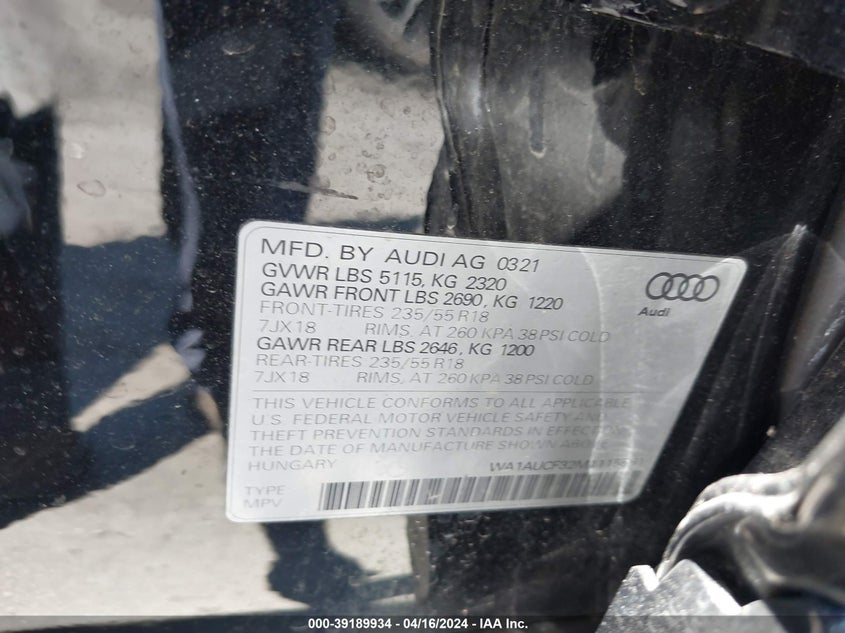 MFD. BY AUDI AG 0321
GVWR LBS 5115, KG 2320
GAWR FRONT LBS 2690, KG 1220
FRONT-TIRES 235/55 R18
7JX18 RIMS, AT 260 KPA 38 PSI COLD
GAWR REAR LBS 2646, KG 1200
REAR-TIRES 235/55 R18
7JX18 RIMS, AT 260 KPA 38 PSI COLD
Audi
THIS VEHICLE CONFORMS TO ALL APPLICABLE
U.S. FEDERAL MOTOR VEHICLE SAFETY AND
THEFT PREVENTION STANDARDS IN EFFECT ON
THE DATE OF MANUFACTURE SHOWN ABOVE
HUNGARY
TYPE
MPV
000-39189934 - 04/16/2024 - IAA Inc.